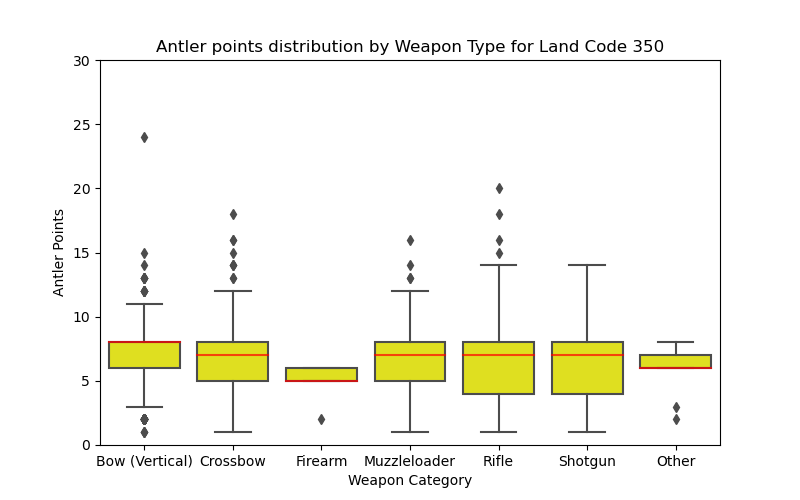 Antler points distribution by Weapon Type for Land Code 350
Antler Points
30
25
20
15
10
5
0
Bow (Vertical) Crossbow Firearm Muzzleloader Rifle Shotgun Other
Weapon Category